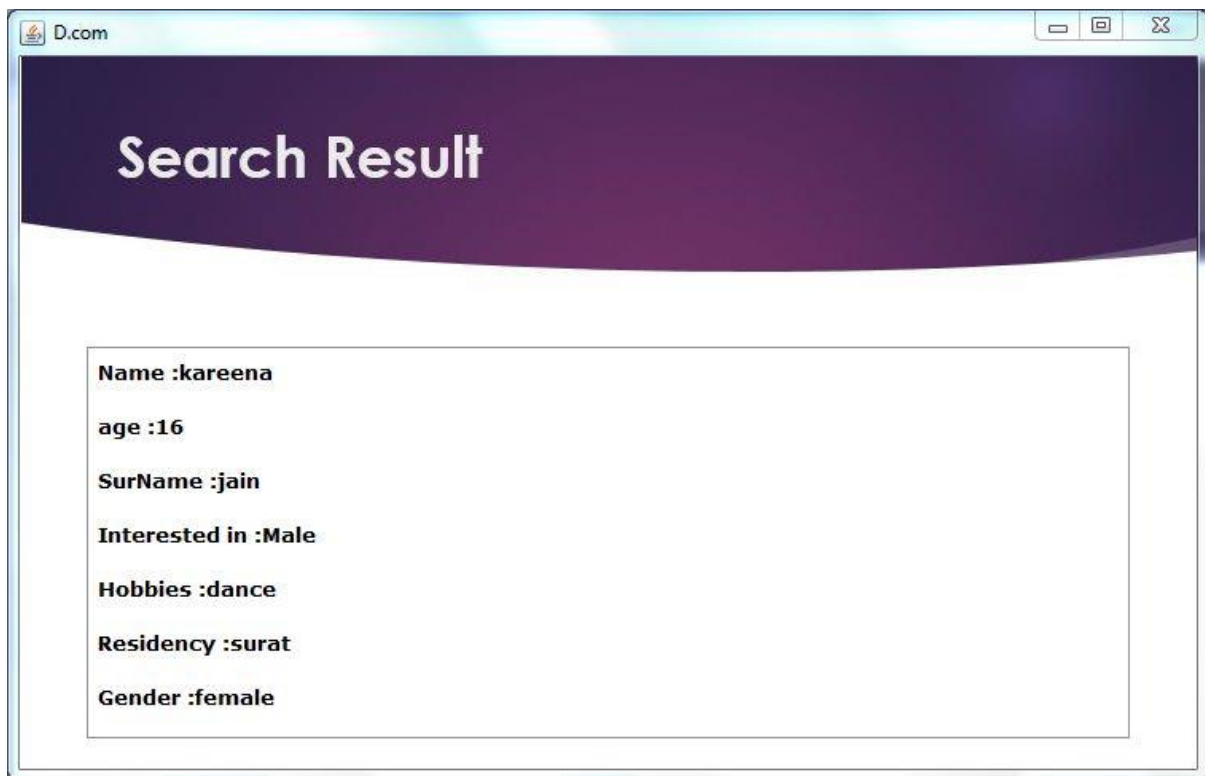 D.com
Search Result
Name :kareena
age :16
SurName :jain
Interested in :Male
Hobbies :dance
Residency :surat
Gender :female